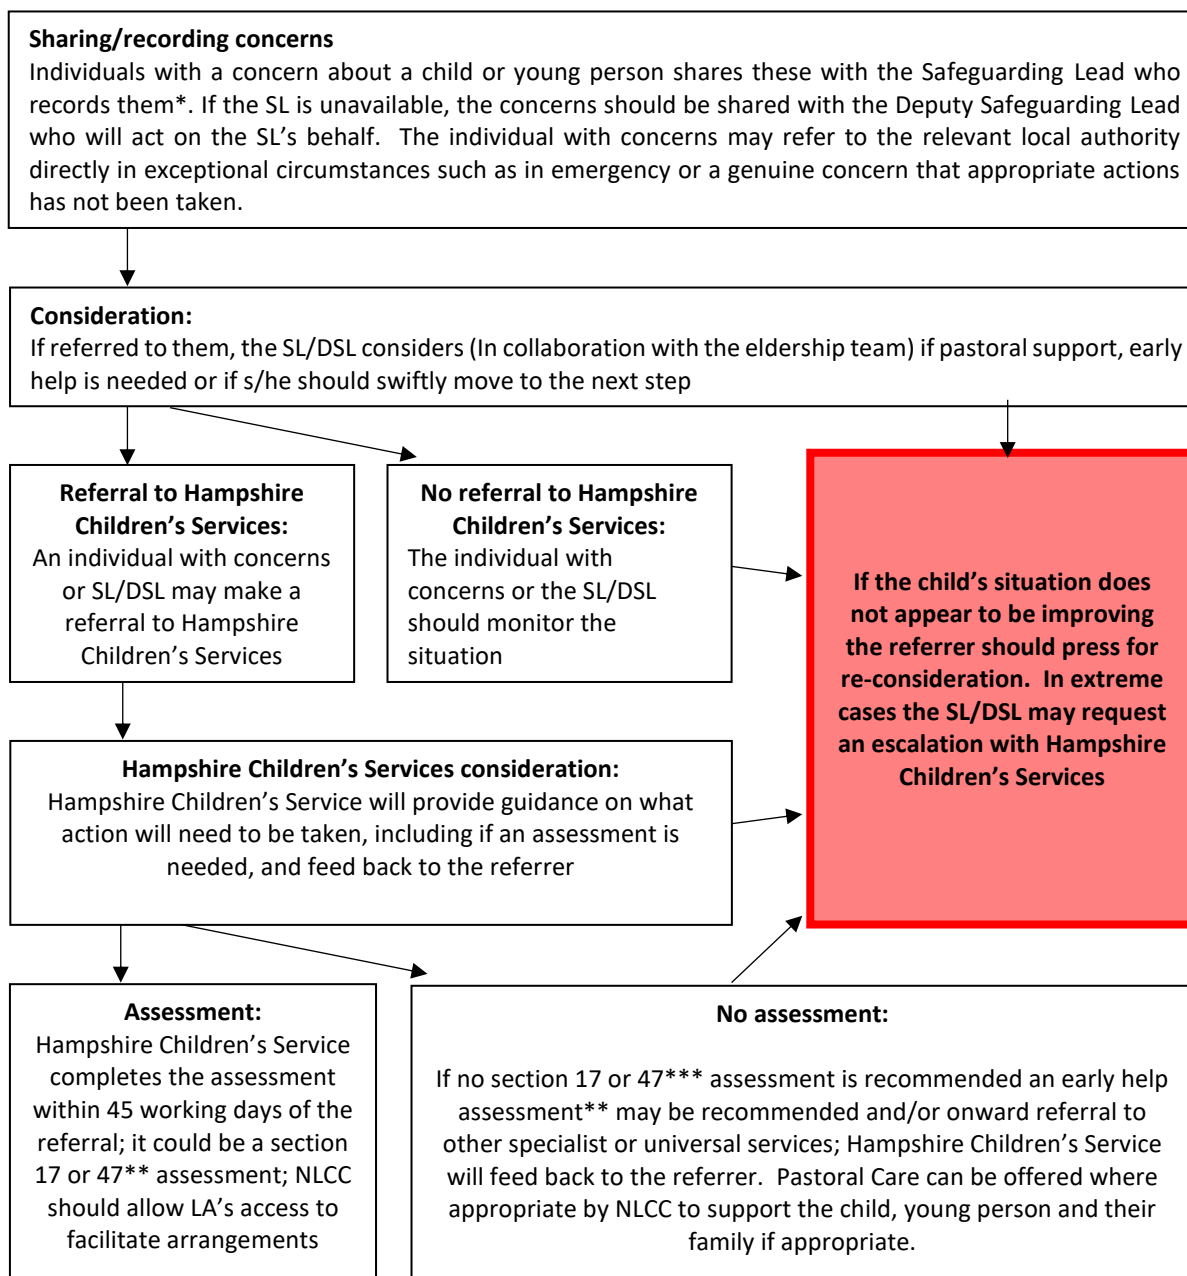 Sharing/recording concerns
Individuals with a concern about a child or young person shares these with the Safeguarding Lead who
records them*. If the SL is unavailable, the concerns should be shared with the Deputy Safeguarding Lead
who will act on the SL’s behalf. The individual with concerns may refer to the relevant local authority
directly in exceptional circumstances such as in emergency or a genuine concern that appropriate actions
has not been taken.
Consideration:
If referred to them, the SL/DSL considers (In collaboration with the eldership team) if pastoral support, early
help is needed or if s/he should swiftly move to the next step
Referral to Hampshire
Children’s Services:
An individual with concerns
or SL/DSL may make a
referral to Hampshire
Children’s Services
No referral to Hampshire
Children’s Services:
The individual with
concerns or the SL/DSL
should monitor the
situation
If the child’s situation does
not appear to be improving
the referrer should press for
re-consideration. In extreme
cases the SL/DSL may request
an escalation with Hampshire
Children’s Services
Hampshire Children’s Services consideration:
Hampshire Children’s Service will provide guidance on what
action will need to be taken, including if an assessment is
needed, and feed back to the referrer
Assessment:
Hampshire Children’s Service
completes the assessment
within 45 working days of the
referral; it could be a section
17 or 47** assessment; NLCC
should allow LA’s access to
facilitate arrangements
No assessment:
If no section 17 or 47*** assessment is recommended an early help
assessment** may be recommended and/or onward referral to
other specialist or universal services; Hampshire Children’s Service
will feed back to the referrer. Pastoral Care can be offered where
appropriate by NLCC to support the child, young person and their
family if appropriate.